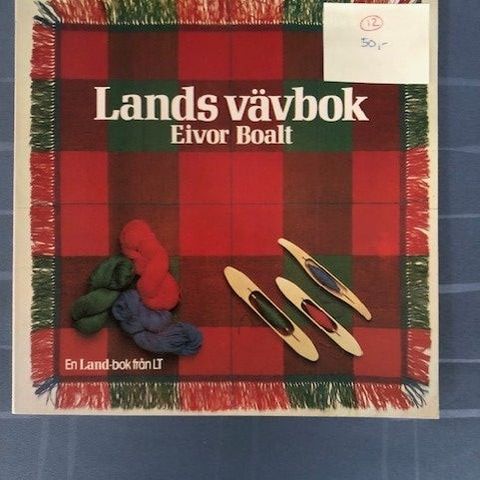 12
50,-
Lands vävbok
Eivor Boalt
En Land-bok från LT